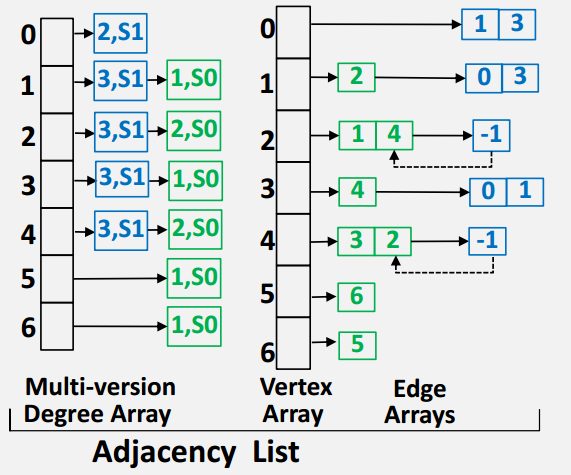 0 2,S1
1 3,S1 1,S0
2 3,S1 2,S0
3 3,S1 1,S0
4 3,S1 2,S0
5 1,S0
6 1,S0
Multi-version
Degree Array
0 1 3
1 2 0 3
2 1 4 -1
3 4 0 1
4 3 2 -1
5 6
6 5
Vertex
Array
Edge
Arrays
Adjacency List